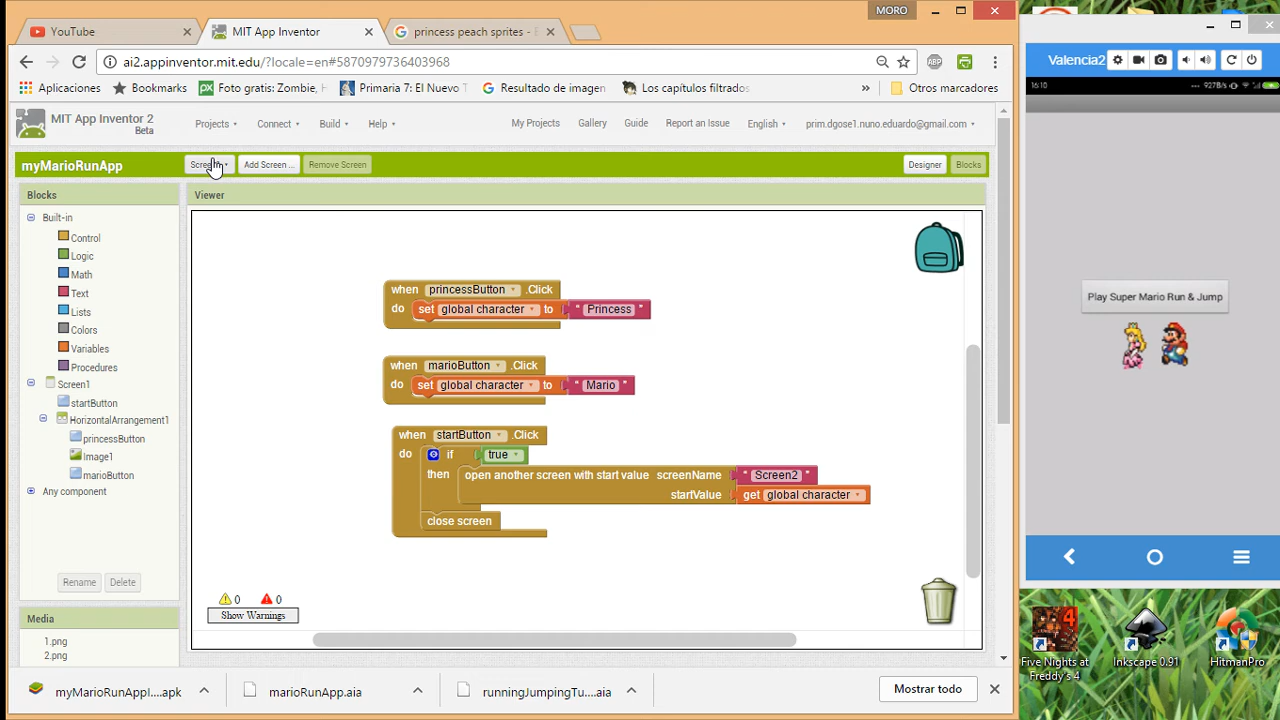 MORO
YouTube
MIT App Inventor
princess peach sprites - E
ai2.appinventor.mit.edu/?locale=en#5870979736403968
ABP
Aplicaciones
Bookmarks
PX Foto gratis: Zombie, I
Primaria 7: El Nuevo T
Resultado de imagen
Los capítulos filtrados
»
Otros marcadores
MIT App Inventor 2
Beta
Projects
Connect
Build
Help
My Projects
Gallery
Guide
Report an Issue
English
prim.dgose1.nuno.eduardo@gmail.com
myMarioRunApp
Add Screen ...
Remove Screen
Designer
Blocks
Blocks
Built-in
Control
Logic
Math
Text
Lists
Colors
Variables
Procedures
Screen1
startButton
HorizontalArrangement1
princessButton
Image1
marioButton
Any component
Rename
Delete
Media
1.png
2.png
Viewer
when princessButton .Click
do set global character to " Princess "
when marioButton .Click
do set global character to " Mario "
when startButton .Click
do if true
then open another screen with start value screenName " Screen2 "
startValue get global character
close screen
0 0
Show Warnings
myMarioRunAppI....apk
marioRunApp.aia
runningJumpingTu....aia
Mostrar todo
Valencia2
16:10
Play Super Mario Run & Jump
4
Five Nights at
Freddy's 4
Inkscape 0.91
HitmanPro